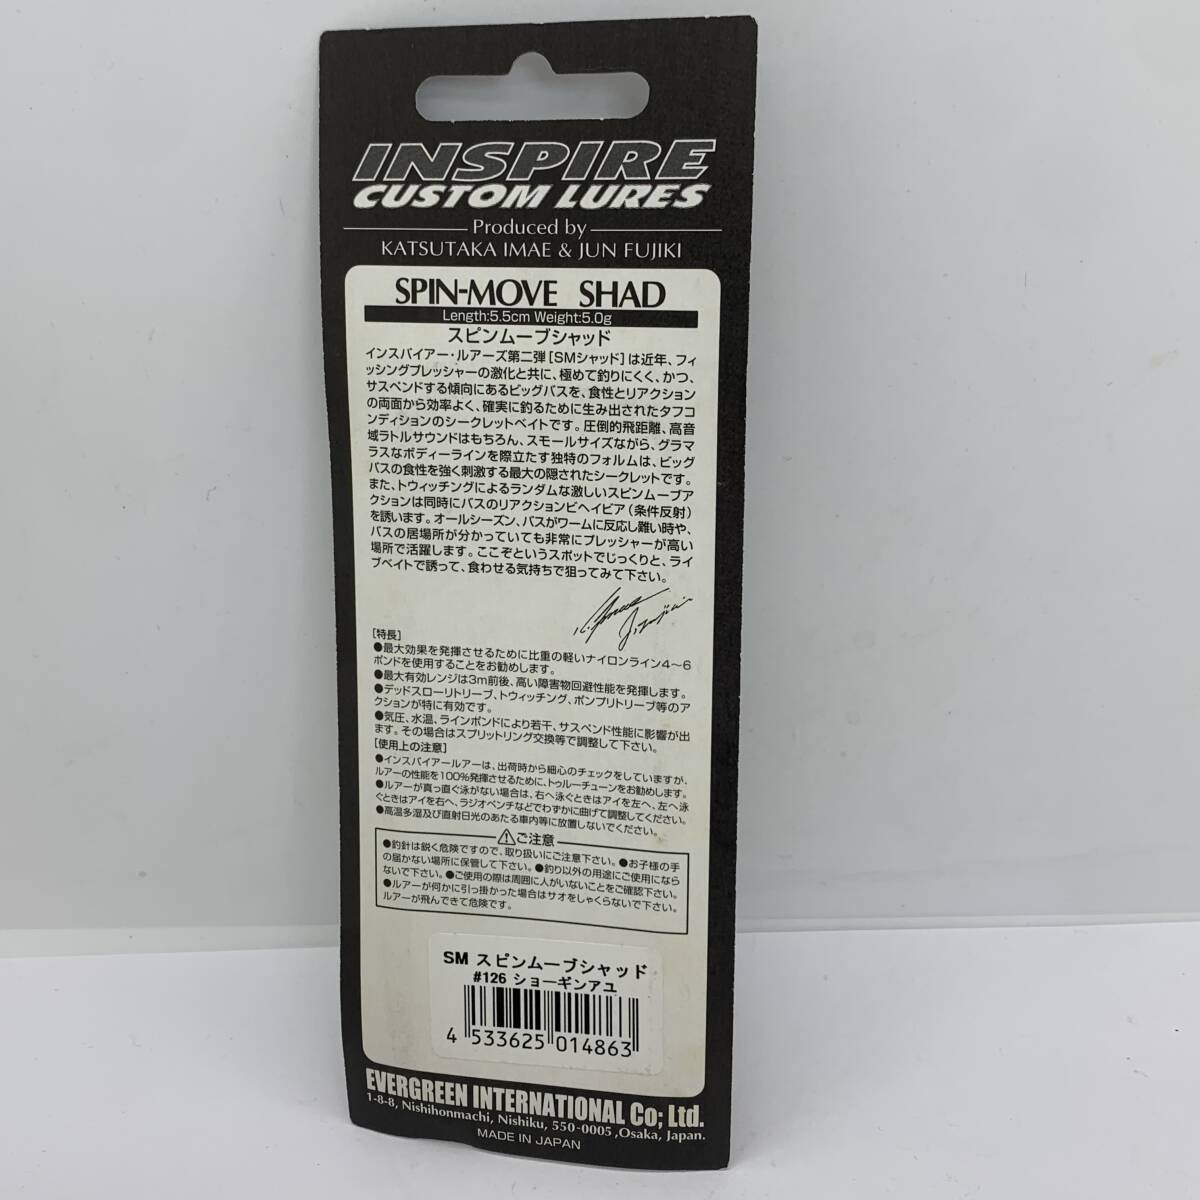 INSPIRE
CUSTOM LURES
Produced by
KATSUTAKA IMAE & JUN FUJIKI
SPIN-MOVE SHAD
Length:5.5cm Weight:5.0g
スピンムーブシャッド
インスパイアー・ルアーズ第二弾[SMシャッド]は近年、フィ
ッシングプレッシャーの激化と共に、極めて釣りにくく、かつ、
サスペンドする傾向にあるビッグバスを、食性とリアクション
の両面から効率よく、確実に釣るために生み出されたタフコ
ンディションのシークレットベイトです。圧倒的飛距離、高音
域ラトルサウンドはもちろん、スモールサイズながら、グラマ
ラスなボディーラインを際立たす独特のフォルムは、ビッグ
バスの食性を強く刺激する最大の隠されたシークレットです。
また、トウィッチングによるランダムな激しいスピンムーブア
クションは同時にバスのリアクションビヘイビア(条件反射)
を誘います。オールシーズン、バスがワームに反応し難い時や、
バスの居場所が分かっていても非常にプレッシャーが高い
場所で活躍します。ここぞというスポットでじっくりと、ライ
ブベイトで誘って、食わせる気持ちで狙ってみて下さい。
[特長]
●最大効果を発揮させるために比重の軽いナイロンライン4〜6
ポンドを使用することをお勧めします。
●最大有効レンジは3m前後、高い障害物回避性能を発揮します。
●デッドスローリトリーブ、トウィッチング、ポンプリトリーブ等のア
クションが特に有効です。
●気圧、水温、ラインポンドにより若干、サスペンド性能に影響が出
ます。その場合はスプリットリング交換等で調整して下さい。
[使用上の注意]
●インスパイアールアーは、出荷時から細心のチェックをしていますが、
ルアーの性能を100%発揮させるために、トゥルーチューンをお勧めします。
●ルアーが真っ直ぐ泳がない場合は、右へ泳ぐときはアイを左へ、左へ泳
ぐときはアイを右へ、ラジオペンチなどでわずかに曲げて調整してください。
●高温多湿及び直射日光のあたる車内等に放置しないでください。
ご注意
●釣針は鋭く危険ですので、取り扱いにご注意下さい。●お子様の手
の届かない場所に保管して下さい。●釣り以外の用途にご使用になら
ないで下さい。●ご使用の際は周囲に人がいないことをご確認下さい。
●ルアーが何かに引っ掛かった場合はサオをしゃくらないで下さい。
ルアーが飛んできて危険です。
SM スピンムーブシャッド
#126 ショーギンアユ
4 533625 014863
EVERGREEN INTERNATIONAL Co; Ltd.
1-8-8, Nishihonmachi, Nishiku, 550-0005 ,Osaka, Japan.
MADE IN JAPAN